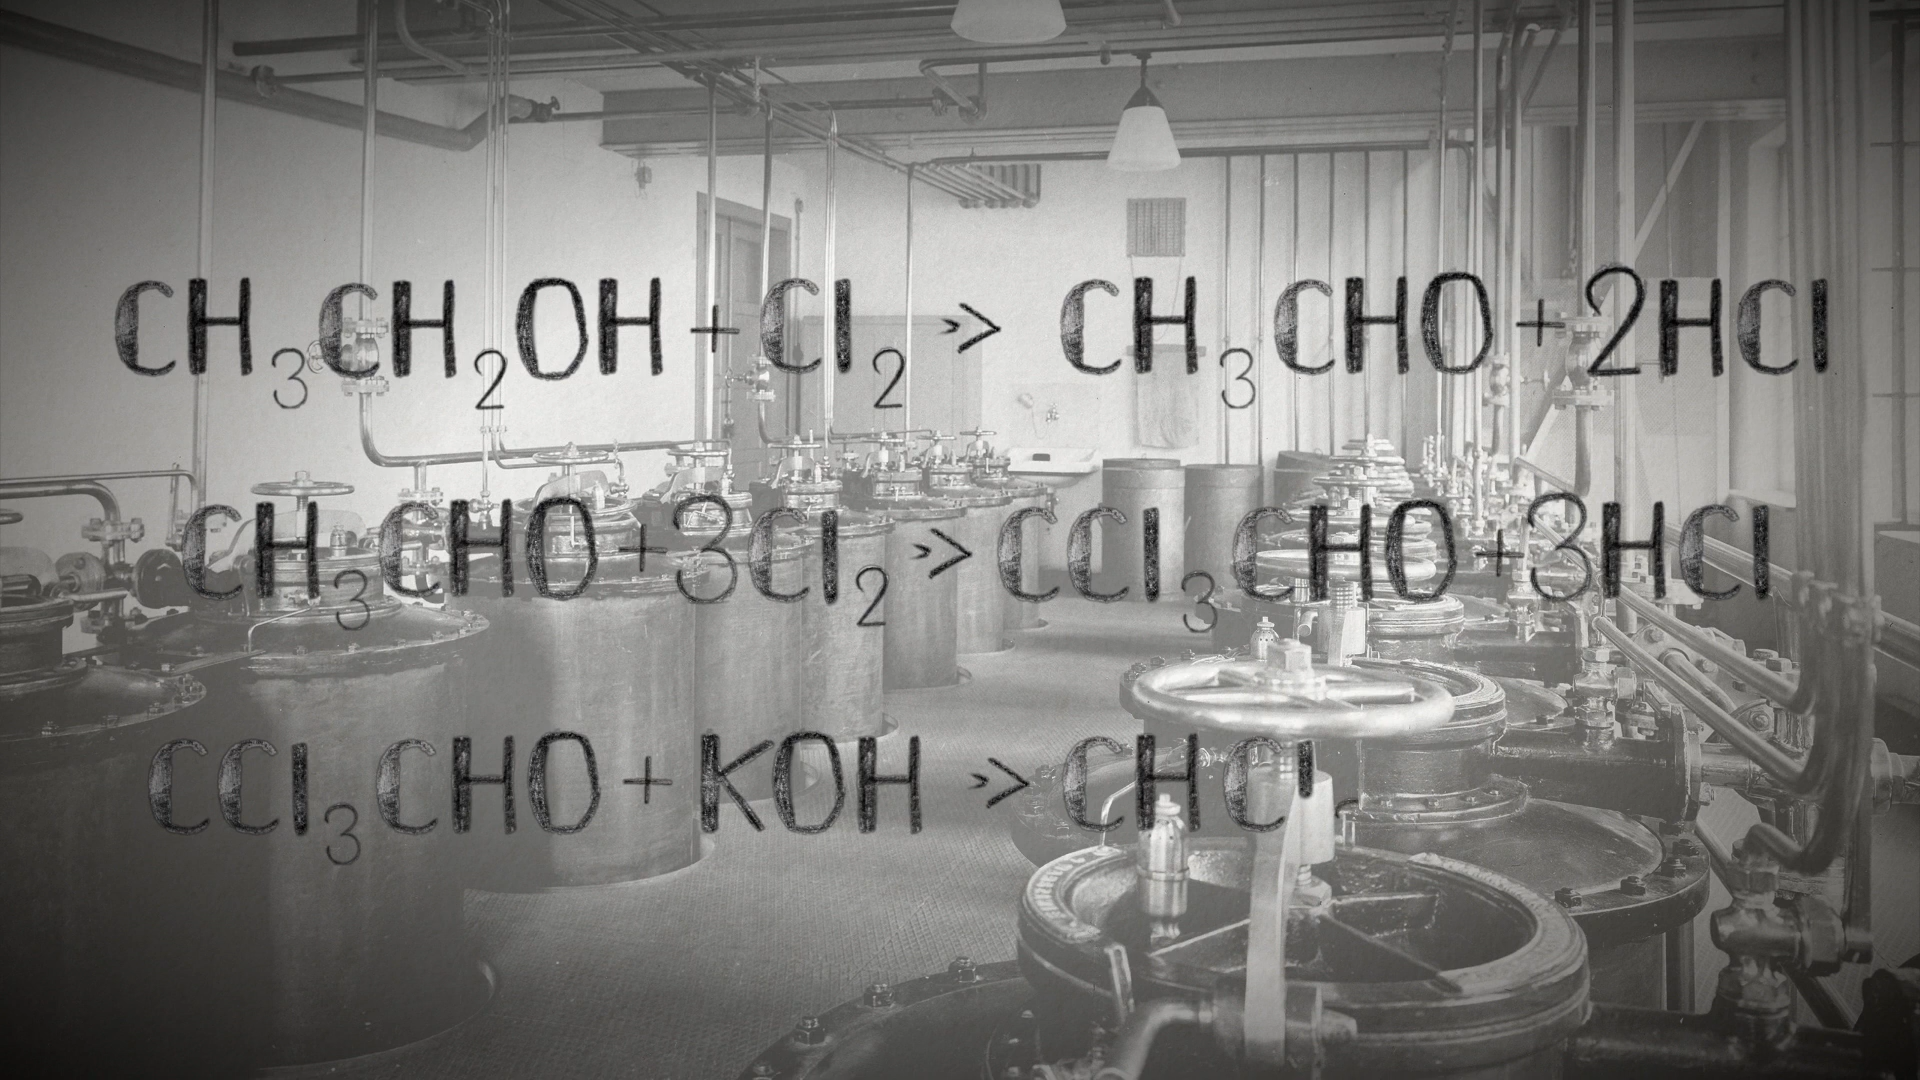 CH₃CH₂OH + Cl₂ >> CH₃CHO + 2HCl
CH₃CHO + 3Cl₂ >> CCl₃CHO + 3HCl
CCl₃CHO + KOH >> CHCl